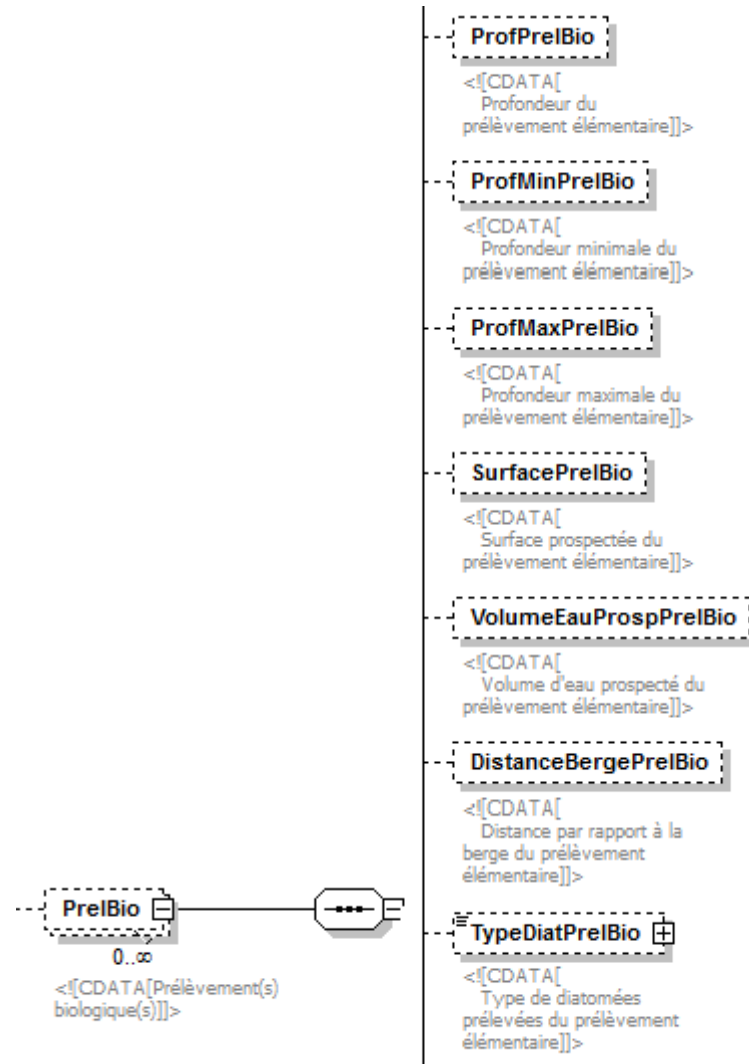 ProfPrelBio
<![CDATA[
Profondeur du
prélèvement élémentaire]]>
ProfMinPrelBio
<![CDATA[
Profondeur minimale du
prélèvement élémentaire]]>
ProfMaxPrelBio
<![CDATA[
Profondeur maximale du
prélèvement élémentaire]]>
SurfacePrelBio
<![CDATA[
Surface prospectée du
prélèvement élémentaire]]>
VolumeEauProspPrelBio
<![CDATA[
Volume d'eau prospecté du
prélèvement élémentaire]]>
DistanceBergePrelBio
<![CDATA[
Distance par rapport à la
berge du prélèvement
élémentaire]]>
PrelBio
0..∞
<![CDATA[Prélèvement(s)
biologique(s)]]>
TypeDiatPrelBio
<![CDATA[
Type de diatomées
prélevées du prélèvement
élémentaire]]>